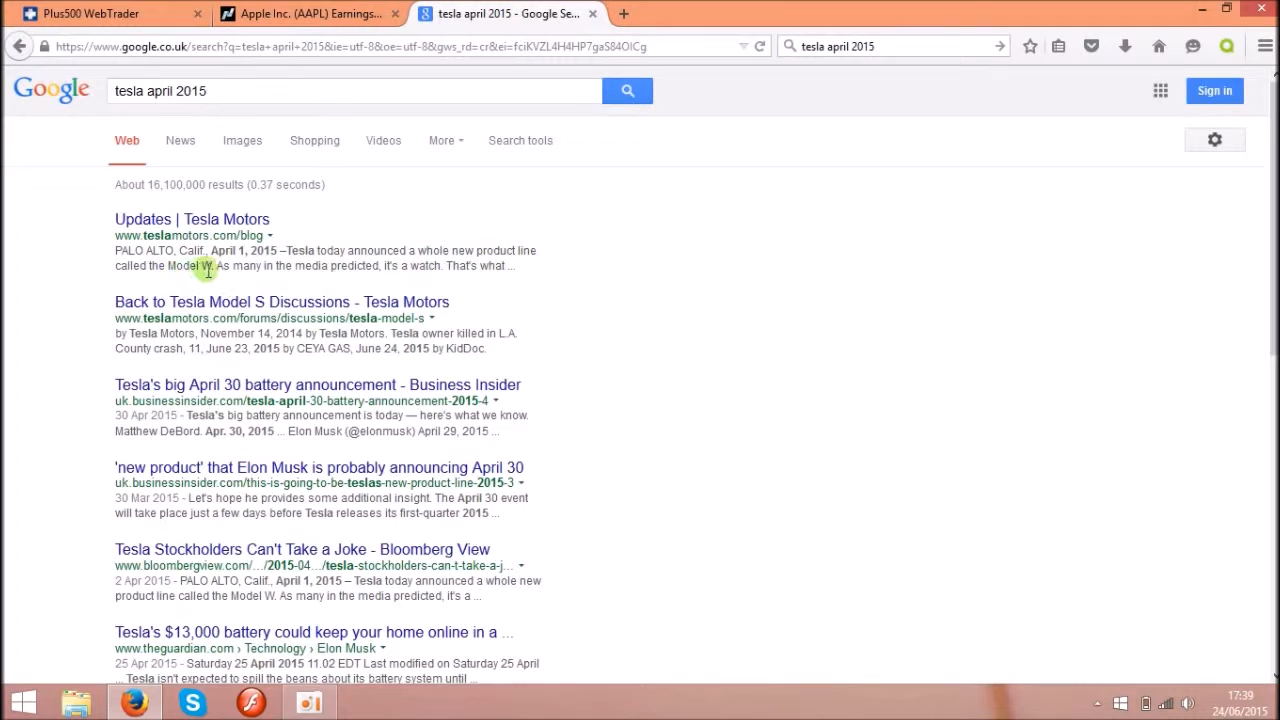 Plus500 WebTrader
Apple Inc. (AAPL) Earnings...
tesla april 2015 - Google Se...
https://www.google.co.uk/search?q=tesla+april+2015&ie=utf-8&oe=utf-8&gws_rd=cr&ei=fciKVZL4HMHP7gaS84OICg
tesla april 2015
Google
tesla april 2015
Sign in
Web
News
Images
Shopping
Videos
More
Search tools
About 16,100,000 results (0.37 seconds)
Updates | Tesla Motors
www.teslamotors.com/blog
PALO ALTO, Calif., April 1, 2015 –Tesla today announced a whole new product line
called the Model W. As many in the media predicted, it's a watch. That's what ...
Back to Tesla Model S Discussions - Tesla Motors
www.teslamotors.com/forums/discussions/tesla-model-s
by Tesla Motors, November 14, 2014 by Tesla Motors. Tesla owner killed in L.A.
County crash, 11, June 23, 2015 by CEYA GAS, June 24, 2015 by KidDoc.
Tesla's big April 30 battery announcement - Business Insider
uk.businessinsider.com/tesla-april-30-battery-announcement-2015-4
30 Apr 2015 - Tesla's big battery announcement is today — here's what we know.
Matthew DeBord. Apr. 30, 2015 ... Elon Musk (@elonmusk) April 29, 2015 ...
'new product' that Elon Musk is probably announcing April 30
uk.businessinsider.com/this-is-going-to-be-teslas-new-product-line-2015-3
30 Mar 2015 - Let's hope he provides some additional insight. The April 30 event
will take place just a few days before Tesla releases its first-quarter 2015 ...
Tesla Stockholders Can't Take a Joke - Bloomberg View
www.bloombergview.com/.../2015-04.../tesla-stockholders-can-t-take-a-j...
2 Apr 2015 - PALO ALTO, Calif., April 1, 2015 – Tesla today announced a whole new
product line called the Model W. As many in the media predicted, it's a ...
Tesla's $13,000 battery could keep your home online in a ...
www.theguardian.com › Technology › Elon Musk
25 Apr 2015 - Saturday 25 April 2015 11.02 EDT Last modified on Saturday 25 April
... Tesla isn't expected to spill the beans about its battery system until ...
17:39
24/06/2015